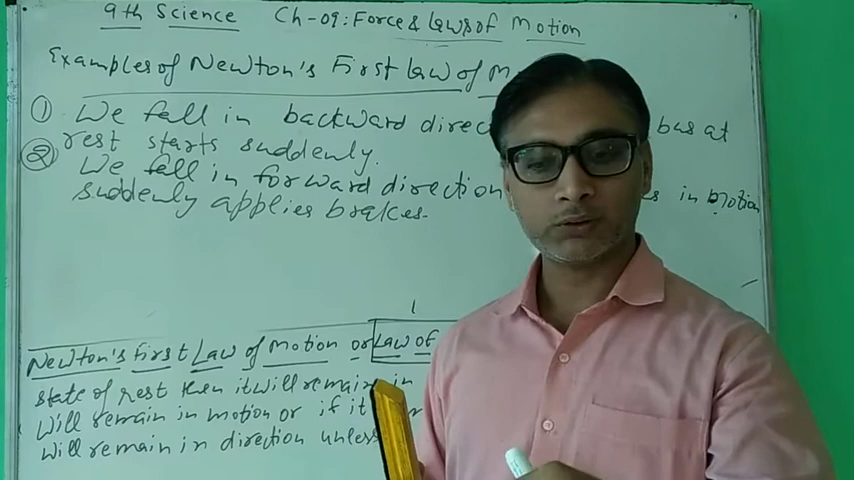 9th Science Ch-09: Force & Laws of Motion
Examples of Newton's First law of M
① We fall in backward direc bus at
rest starts suddenly.
② We fell in forward direction s in Motion
suddenly applies brakes.
Newton's First Law of Motion or Law of
state of rest then it will remain in
will remain in motion or if it
will remain in direction unless